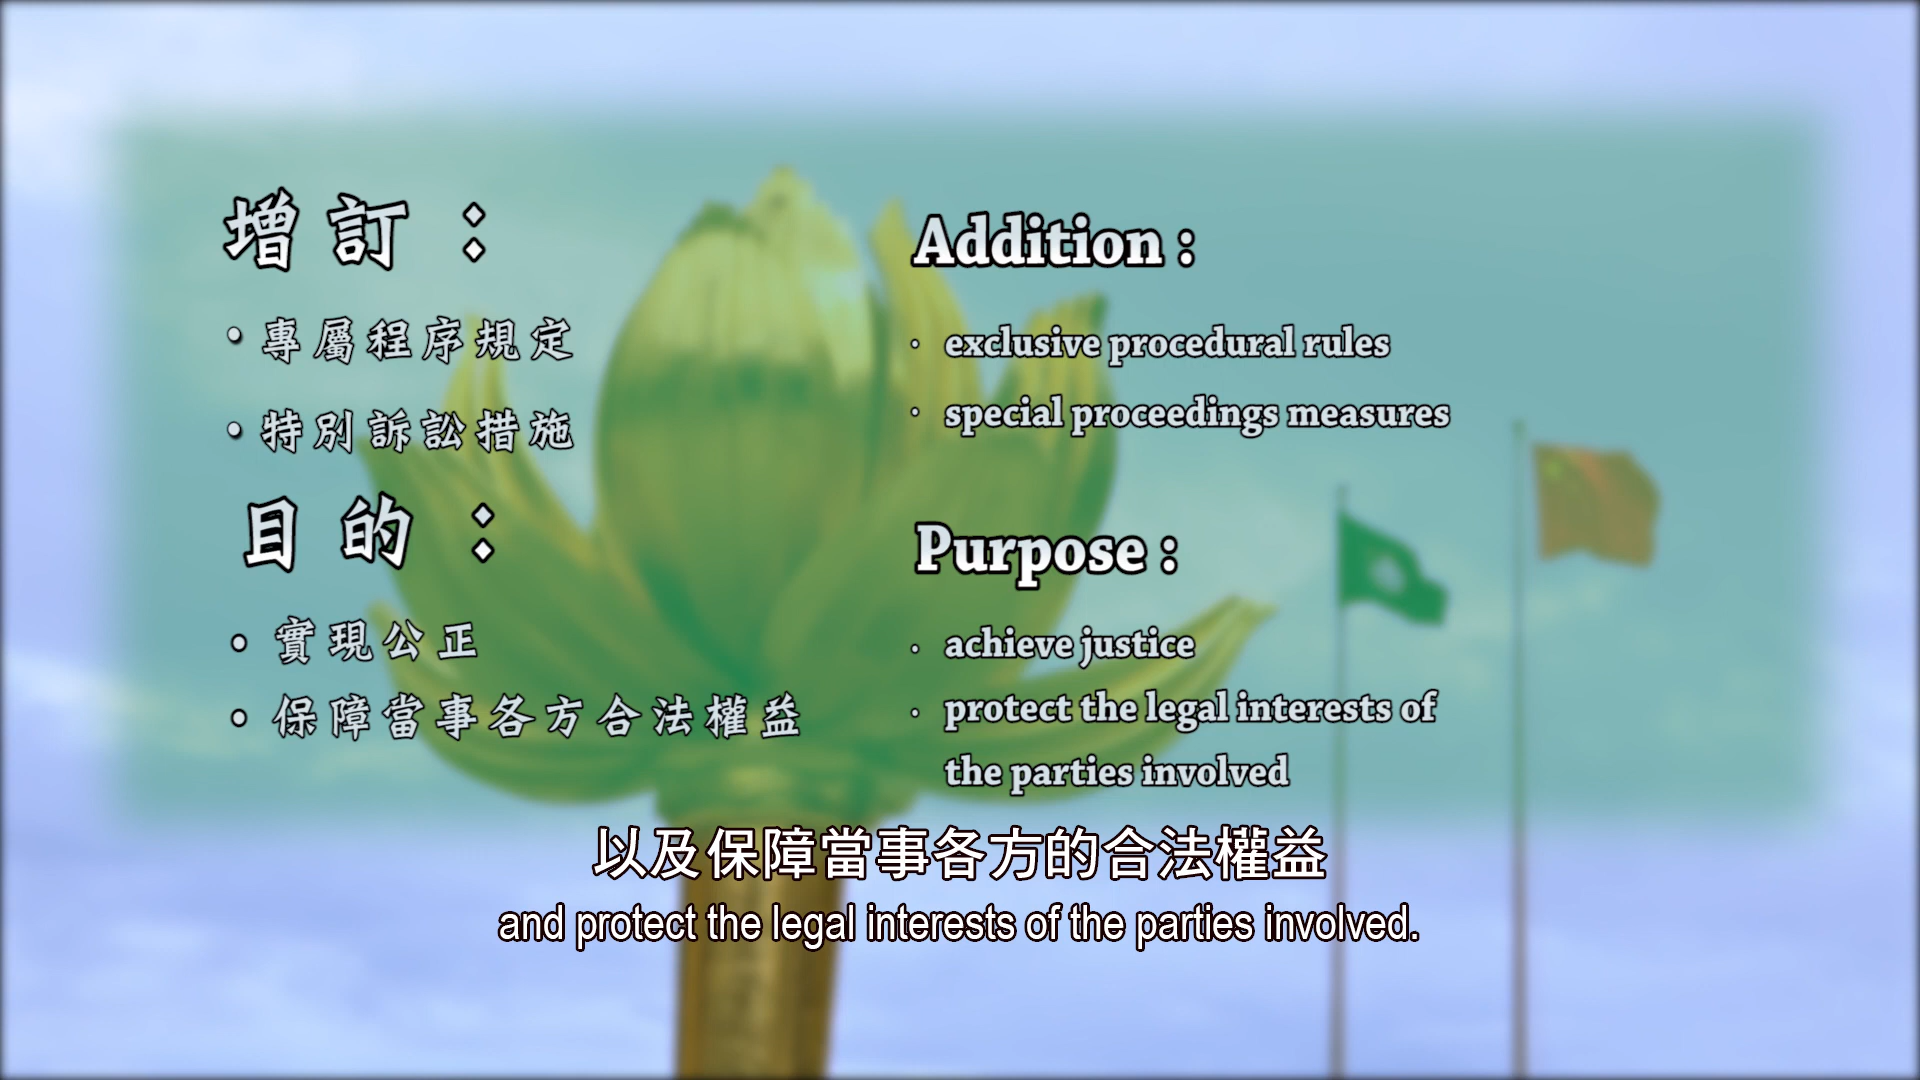 增訂：
• 專屬程序規定
• 特別訴訟措施
目的：
• 實現公正
• 保障當事各方合法權益
Addition :
• exclusive procedural rules
• special proceedings measures
Purpose :
• achieve justice
• protect the legal interests of
the parties involved
以及保障當事各方的合法權益
and protect the legal interests of the parties involved.